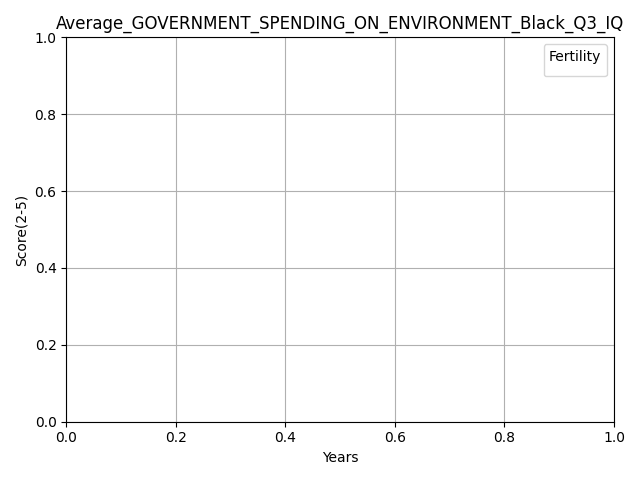 Average_GOVERNMENT_SPENDING_ON_ENVIRONMENT_Black_Q3_IQ
Fertility
1.0
0.8
0.6
0.4
0.2
0.0
Score(2-5)
0.0 0.2 0.4 0.6 0.8 1.0
Years